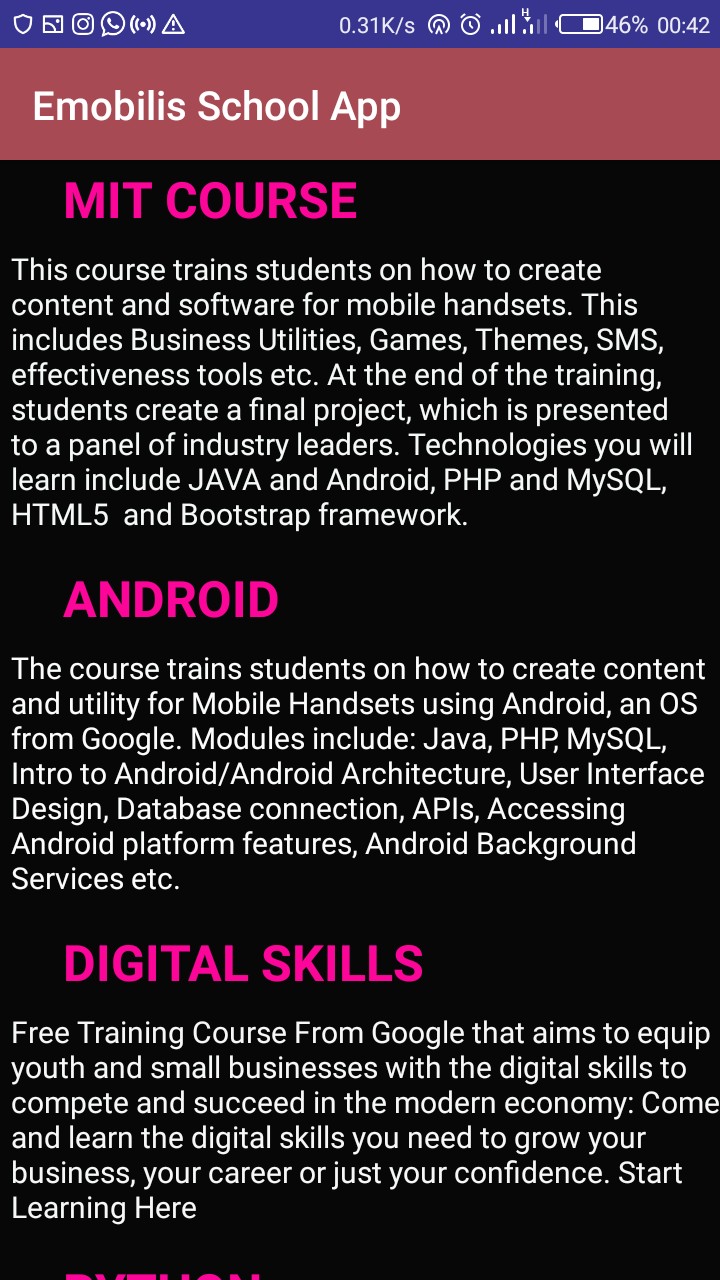 0.31K/s H 46% 00:42
Emobilis School App
MIT COURSE
This course trains students on how to create
content and software for mobile handsets. This
includes Business Utilities, Games, Themes, SMS,
effectiveness tools etc. At the end of the training,
students create a final project, which is presented
to a panel of industry leaders. Technologies you will
learn include JAVA and Android, PHP and MySQL,
HTML5  and Bootstrap framework.
ANDROID
The course trains students on how to create content
and utility for Mobile Handsets using Android, an OS
from Google. Modules include: Java, PHP, MySQL,
Intro to Android/Android Architecture, User Interface
Design, Database connection, APIs, Accessing
Android platform features, Android Background
Services etc.
DIGITAL SKILLS
Free Training Course From Google that aims to equip
youth and small businesses with the digital skills to
compete and succeed in the modern economy: Come
and learn the digital skills you need to grow your
business, your career or just your confidence. Start
Learning Here
PYTHON